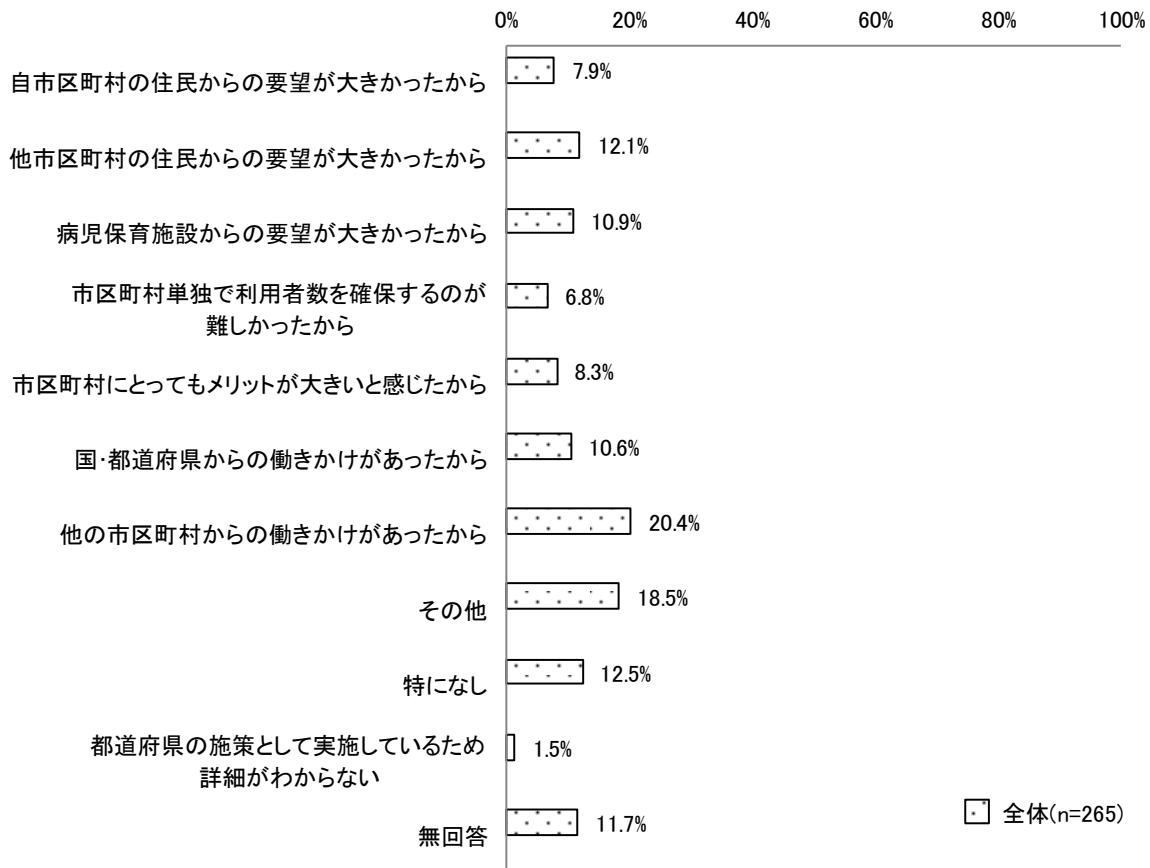 0% 20% 40% 60% 80% 100%
自市区町村の住民からの要望が大きかったから 7.9%
他市区町村の住民からの要望が大きかったから 12.1%
病児保育施設からの要望が大きかったから 10.9%
市区町村単独で利用者数を確保するのが
難しかったから 6.8%
市区町村にとってもメリットが大きいと感じたから 8.3%
国・都道府県からの働きかけがあったから 10.6%
他の市区町村からの働きかけがあったから 20.4%
その他 18.5%
特になし 12.5%
都道府県の施策として実施しているため
詳細がわからない 1.5%
無回答 11.7%
全体(n=265)